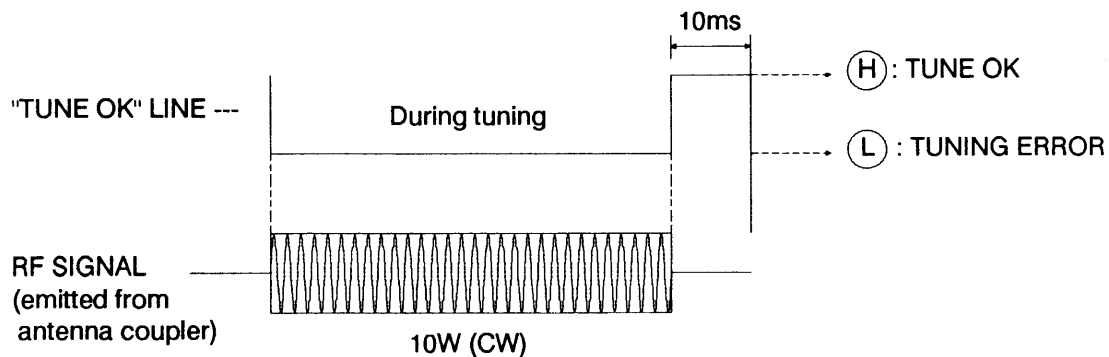 10ms
H : TUNE OK
"TUNE OK" LINE ---
During tuning
L : TUNING ERROR
RF SIGNAL
(emitted from
antenna coupler)
10W (CW)